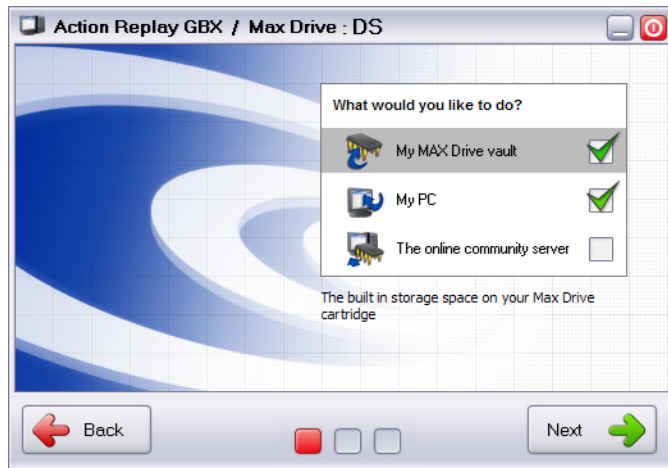 Action Replay GBX / Max Drive : DS
What would you like to do?
My MAX Drive vault
My PC
The online community server
The built in storage space on your Max Drive
cartridge
Back
Next